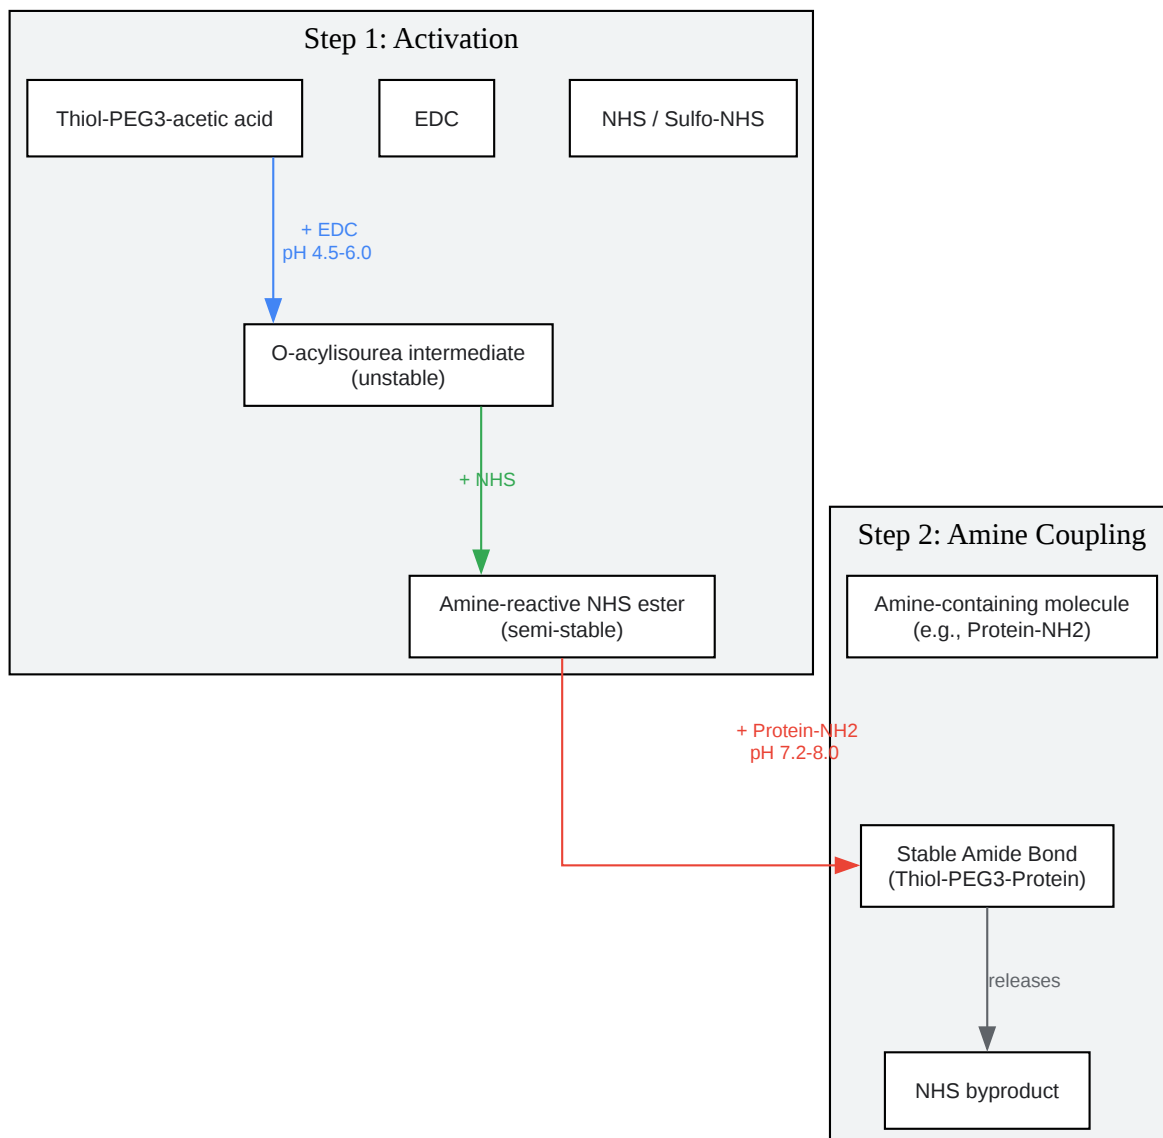 Step 1: Activation
Thiol-PEG3-acetic acid
EDC
NHS / Sulfo-NHS
+ EDC
pH 4.5-6.0
O-acylisourea intermediate
(unstable)
+ NHS
Amine-reactive NHS ester
(semi-stable)
Step 2: Amine Coupling
Amine-containing molecule
(e.g., Protein-NH2)
+ Protein-NH2
pH 7.2-8.0
Stable Amide Bond
(Thiol-PEG3-Protein)
releases
NHS byproduct